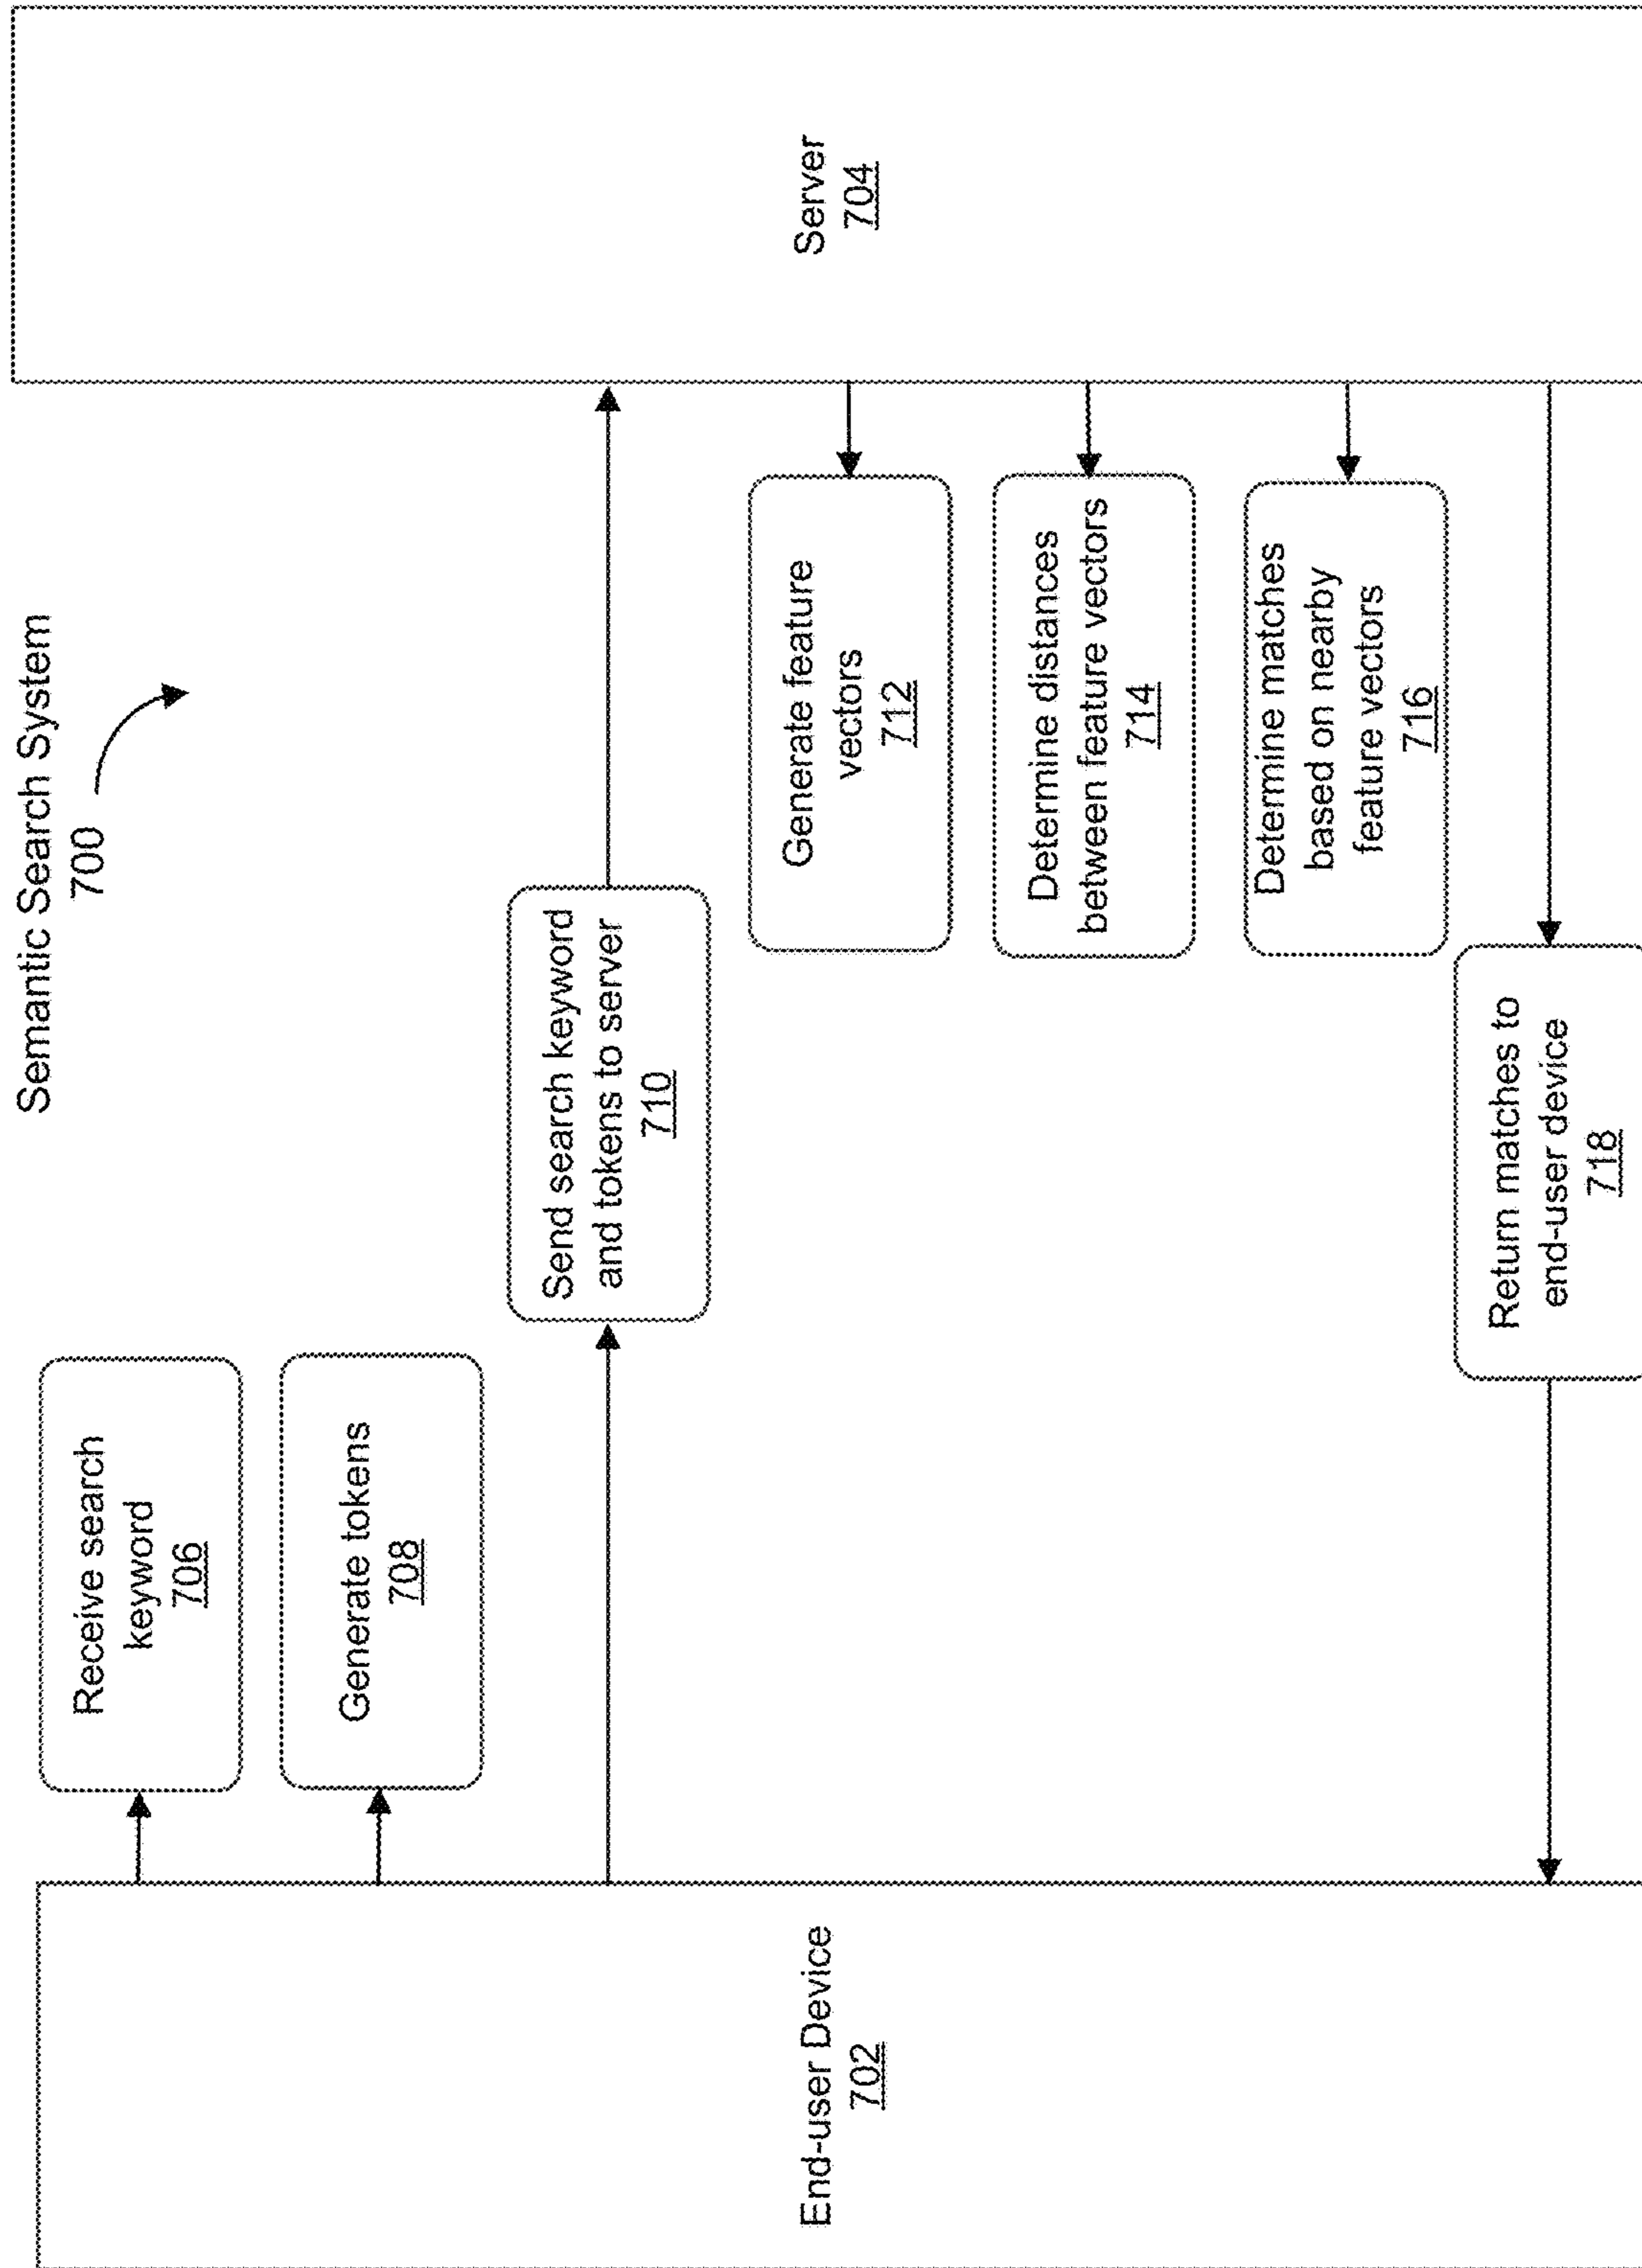 Semantic Search System
700
End-user Device
702
Server
704
Receive search
keyword
706
Generate tokens
708
Send search keyword
and tokens to server
710
Generate feature
vectors
712
Determine distances
between feature vectors
714
Determine matches
based on nearby
feature vectors
716
Return matches to
end-user device
718